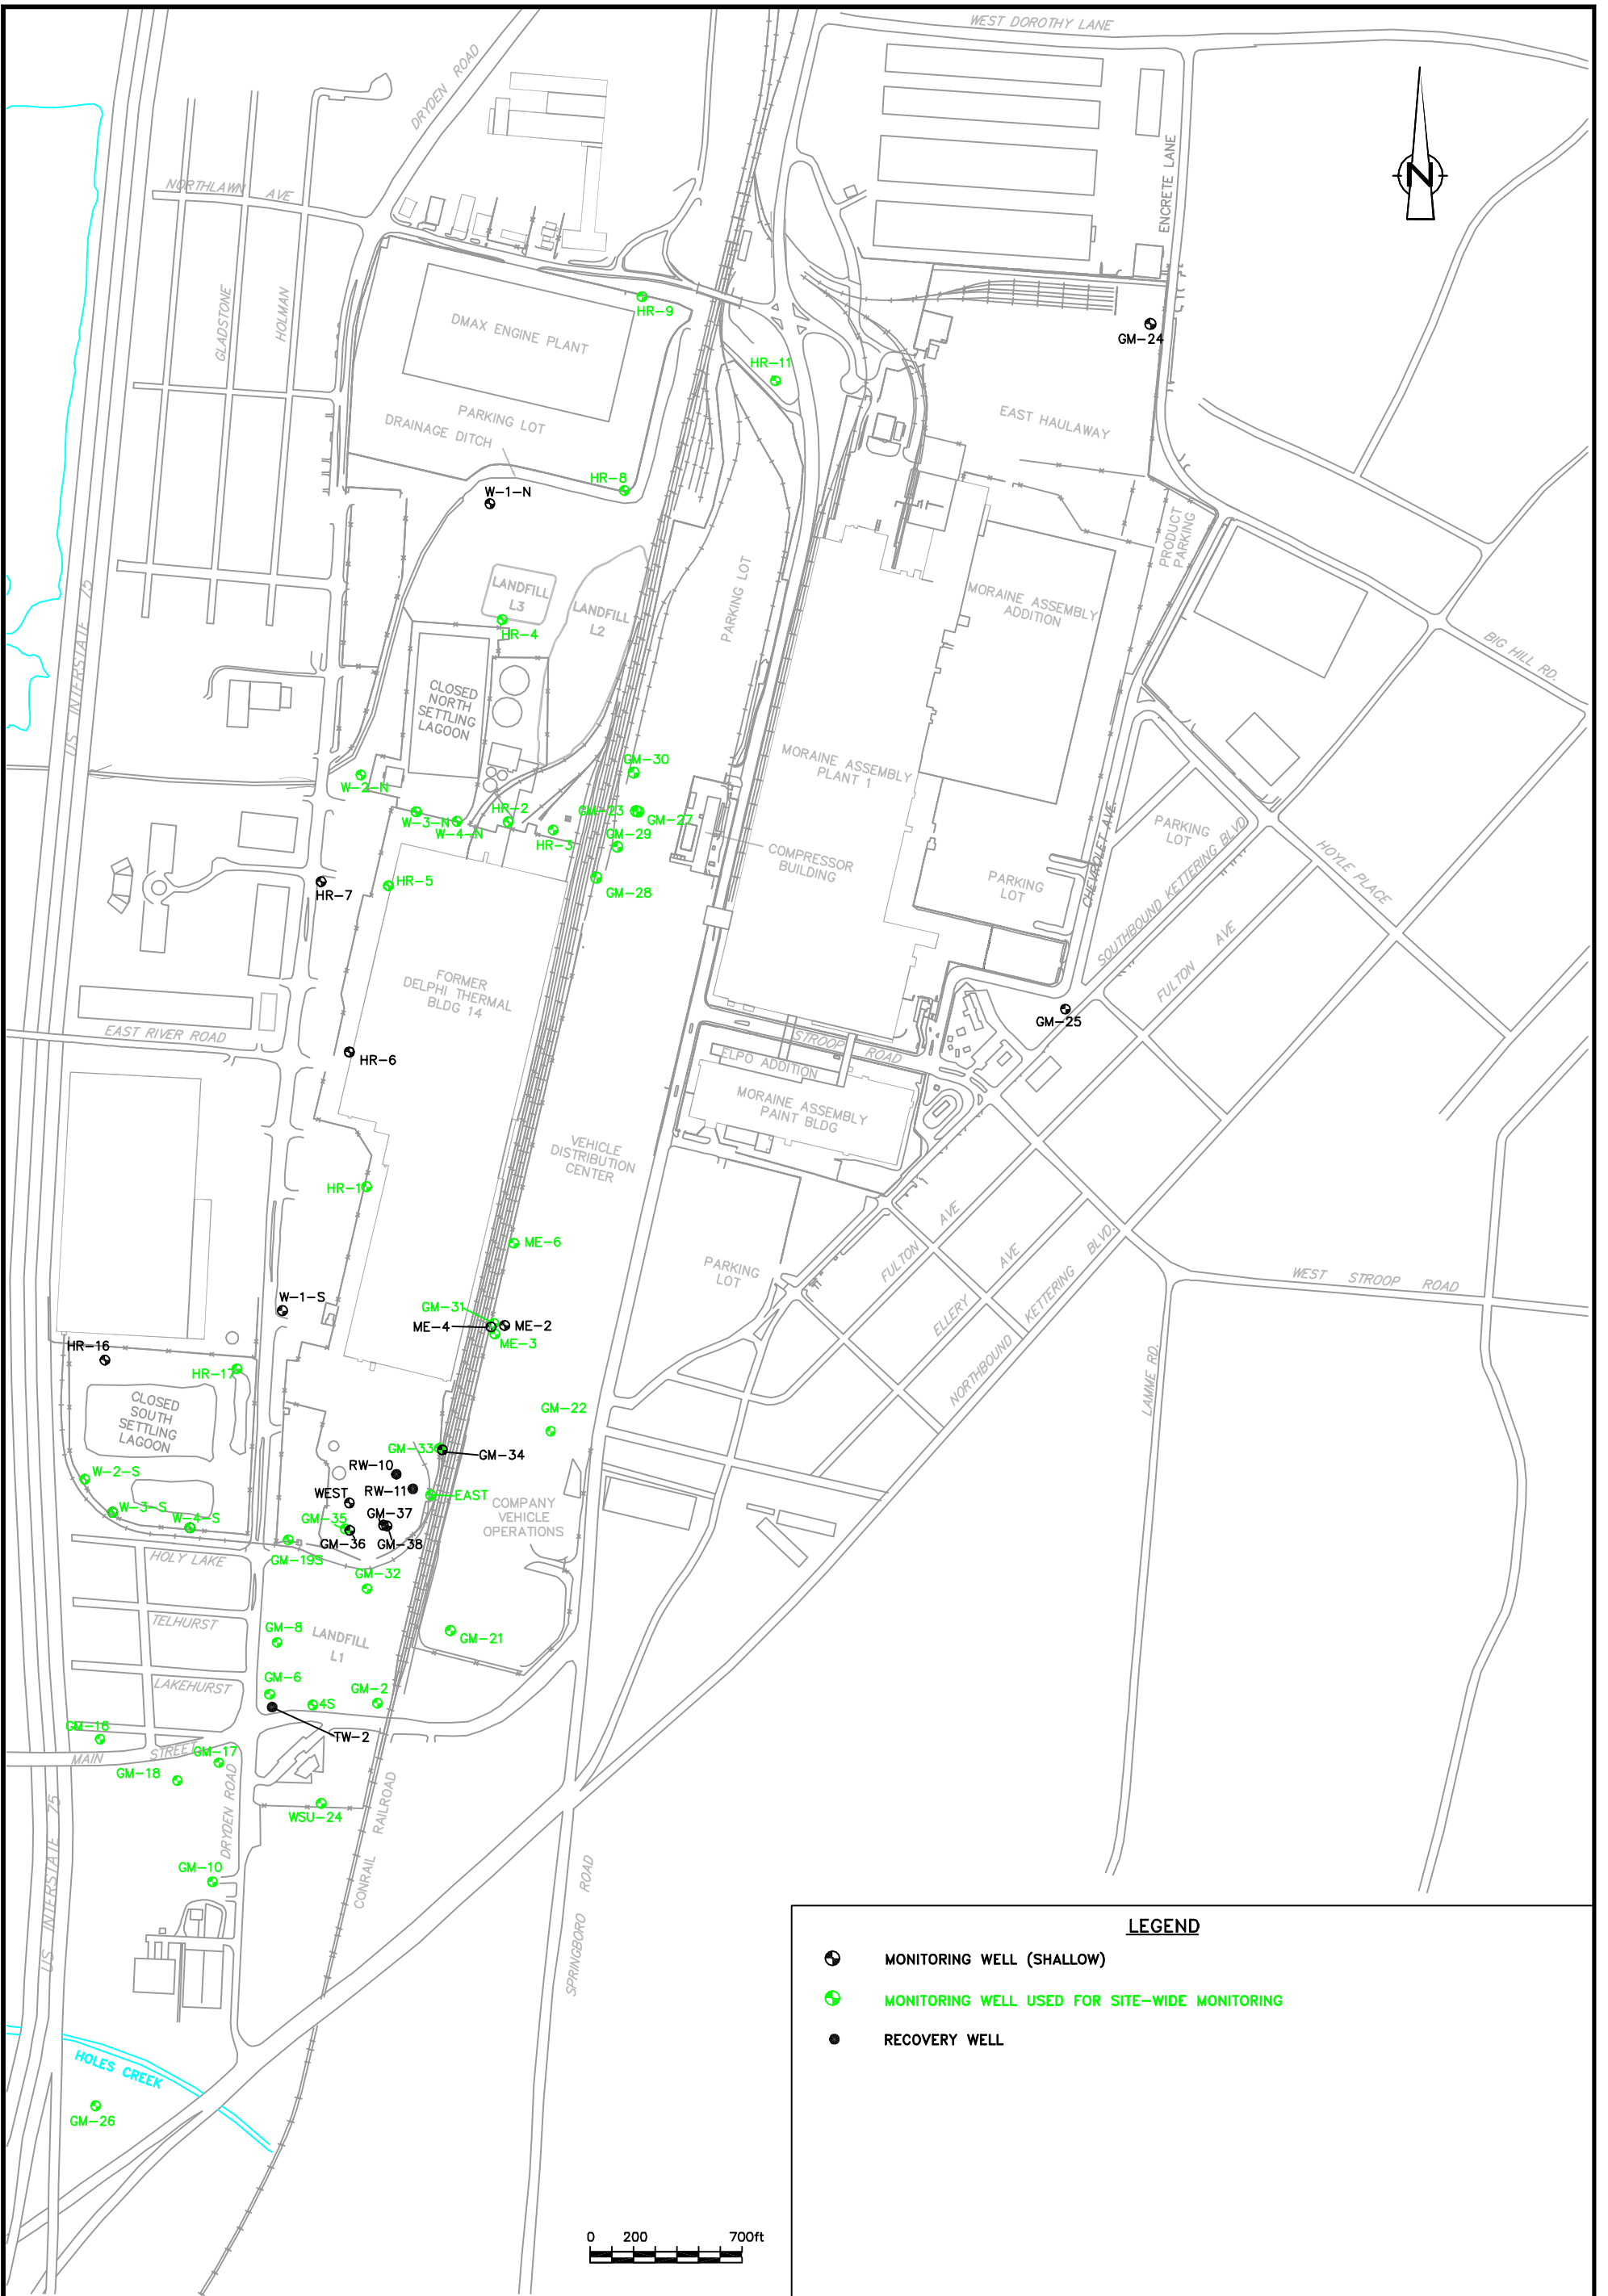 WEST DOROTHY LANE
DRYDEN ROAD
ENCRETE LANE
N
NORTHLAWN AVE
GLADSTONE
HOLMAN
HR-9
DMAX ENGINE PLANT
GM-24
HR-11
PARKING LOT
DRAINAGE DITCH
EAST HAULAWAY
HR-8
W-1-N
PRODUCT
PARKING
US INTERSTATE 75
LANDFILL
L3
LANDFILL
L2
PARKING LOT
MORAINE ASSEMBLY
ADDITION
HR-4
BIG HILL RD.
CLOSED
NORTH
SETTLING
LAGOON
MORAINE ASSEMBLY
PLANT 1
GM-30
W-2-N
W-3-N
W-4-N
HR-2
HR-3
GM-23
GM-27
GM-29
GM-28
COMPRESSOR
BUILDING
CHEVROLET AVE.
PARKING
LOT
PARKING
LOT
SOUTHBOUND KETTERING BLVD
HOYLE PLACE
FULTON AVE
HR-7
HR-5
FORMER
DELPHI THERMAL
BLDG 14
GM-25
EAST RIVER ROAD
HR-6
STROOP ROAD
ELPO ADDITION
MORAINE ASSEMBLY
PAINT BLDG
VEHICLE
DISTRIBUTION
CENTER
HR-1
ME-6
PARKING
LOT
FULTON AVE
ELLERY AVE
NORTHBOUND KETTERING BLVD.
WEST STROOP ROAD
LAMME RD.
W-1-S
GM-31
ME-4
ME-2
ME-3
HR-16
HR-17
CLOSED
SOUTH
SETTLING
LAGOON
GM-22
GM-33
GM-34
RW-10
RW-11
EAST
WEST
W-2-S
W-3-S
W-4-S
GM-35
GM-37
GM-36
GM-38
COMPANY
VEHICLE
OPERATIONS
GM-19S
HOLY LAKE
GM-32
TELHURST
GM-8
LANDFILL
L1
GM-21
LAKEHURST
GM-6
4S
GM-2
TW-2
GM-16
MAIN STREET
GM-17
GM-18
DRYDEN ROAD
WSU-24
CONRAIL RAILROAD
US INTERSTATE 75
GM-10
SPRINGBORO ROAD
HOLES CREEK
GM-26
LEGEND
MONITORING WELL (SHALLOW)
MONITORING WELL USED FOR SITE-WIDE MONITORING
RECOVERY WELL
0 200 700ft